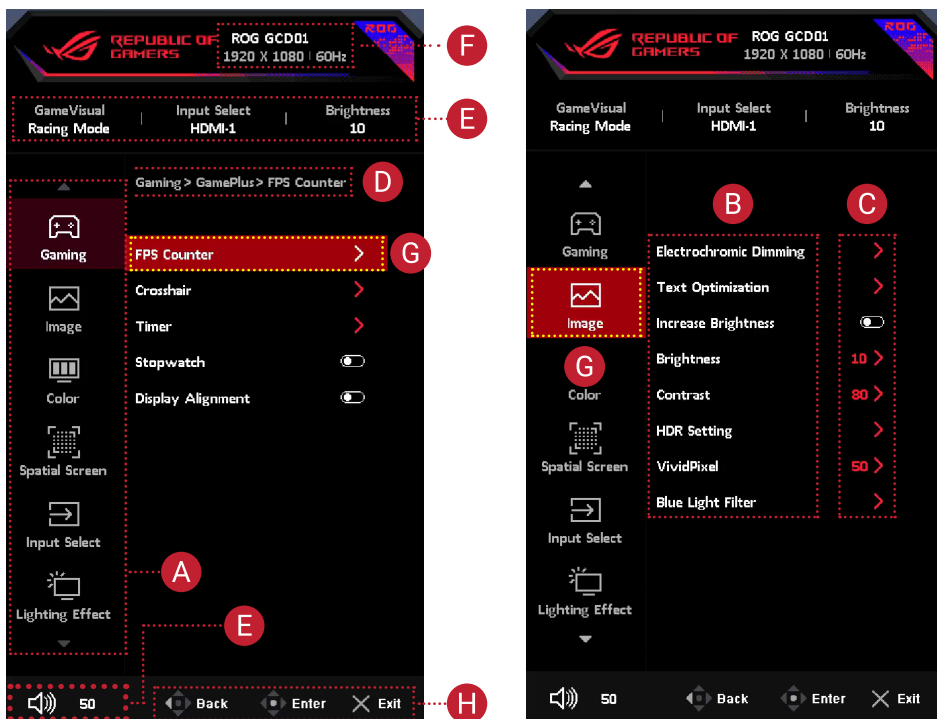 REPUBLIC OF GAMERS
ROG GCD01
1920 X 1080 | 60Hz
ROG
F
GameVisual
Racing Mode
Input Select
HDMI-1
Brightness
10
E
Gaming > GamePlus > FPS Counter
D
Gaming
Image
Color
Spatial Screen
Input Select
Lighting Effect
A
FPS Counter
G
Crosshair
Timer
Stopwatch
Display Alignment
E
50
Back
Enter
Exit
H
REPUBLIC OF GAMERS
ROG GCD01
1920 X 1080 | 60Hz
ROG
GameVisual
Racing Mode
Input Select
HDMI-1
Brightness
10
B
C
Gaming
Image
G
Color
Spatial Screen
Input Select
Lighting Effect
Electrochromic Dimming
Text Optimization
Increase Brightness
Brightness 10
Contrast 80
HDR Setting
VividPixel 50
Blue Light Filter
50
Back
Enter
Exit